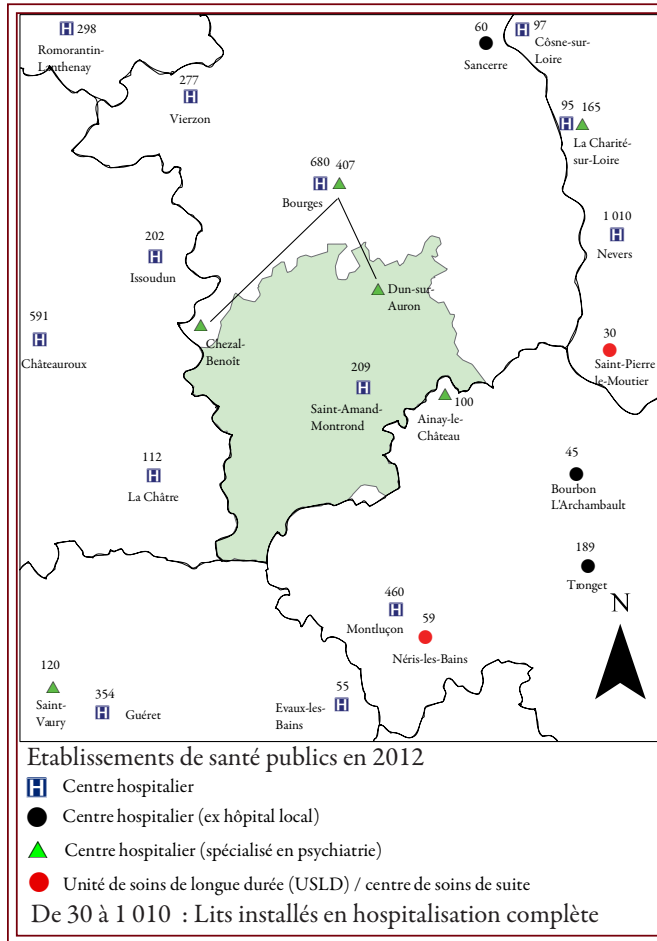 298
Romorantin-
Lanthenay
60
Sancerre
97
Côsne-sur-
Loire
277
Vierzon
95
165
La Charité-
sur-Loire
680
407
Bourges
1 010
Nevers
202
Issoudun
Dun-sur-
Auron
591
Châteauroux
Chezal-
Benoît
30
Saint-Pierre
le-Moutier
209
Saint-Amand-
Montrond
100
Ainay-le-
Château
112
La Châtre
45
Bourbon
L'Archambault
189
Tronget
N
460
Montluçon
59
Néris-les-Bains
120
Saint-
Vaury
354
Guéret
55
Evaux-les-
Bains
Etablissements de santé publics en 2012
H Centre hospitalier
Centre hospitalier (ex hôpital local)
Centre hospitalier (spécialisé en psychiatrie)
Unité de soins de longue durée (USLD) / centre de soins de suite
De 30 à 1 010 : Lits installés en hospitalisation complète